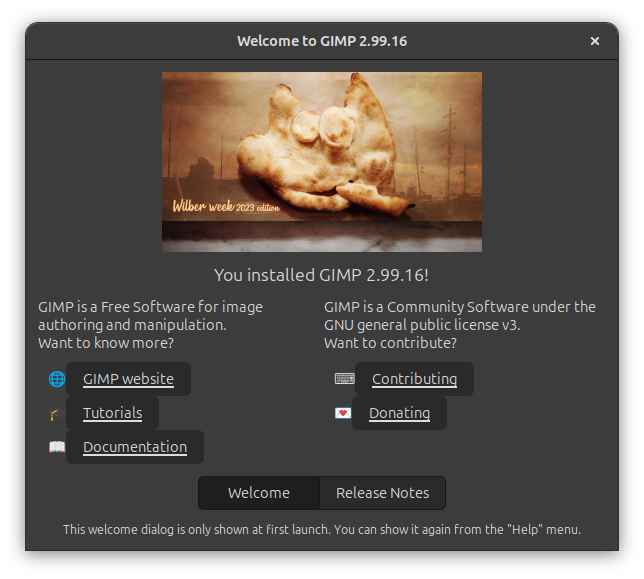 Welcome to GIMP 2.99.16
Wilber week 2023 edition
You installed GIMP 2.99.16!
GIMP is a Free Software for image
authoring and manipulation.
Want to know more?
GIMP website
Tutorials
Documentation
GIMP is a Community Software under the
GNU general public license v3.
Want to contribute?
Contributing
Donating
Welcome
Release Notes
This welcome dialog is only shown at first launch. You can show it again from the "Help" menu.